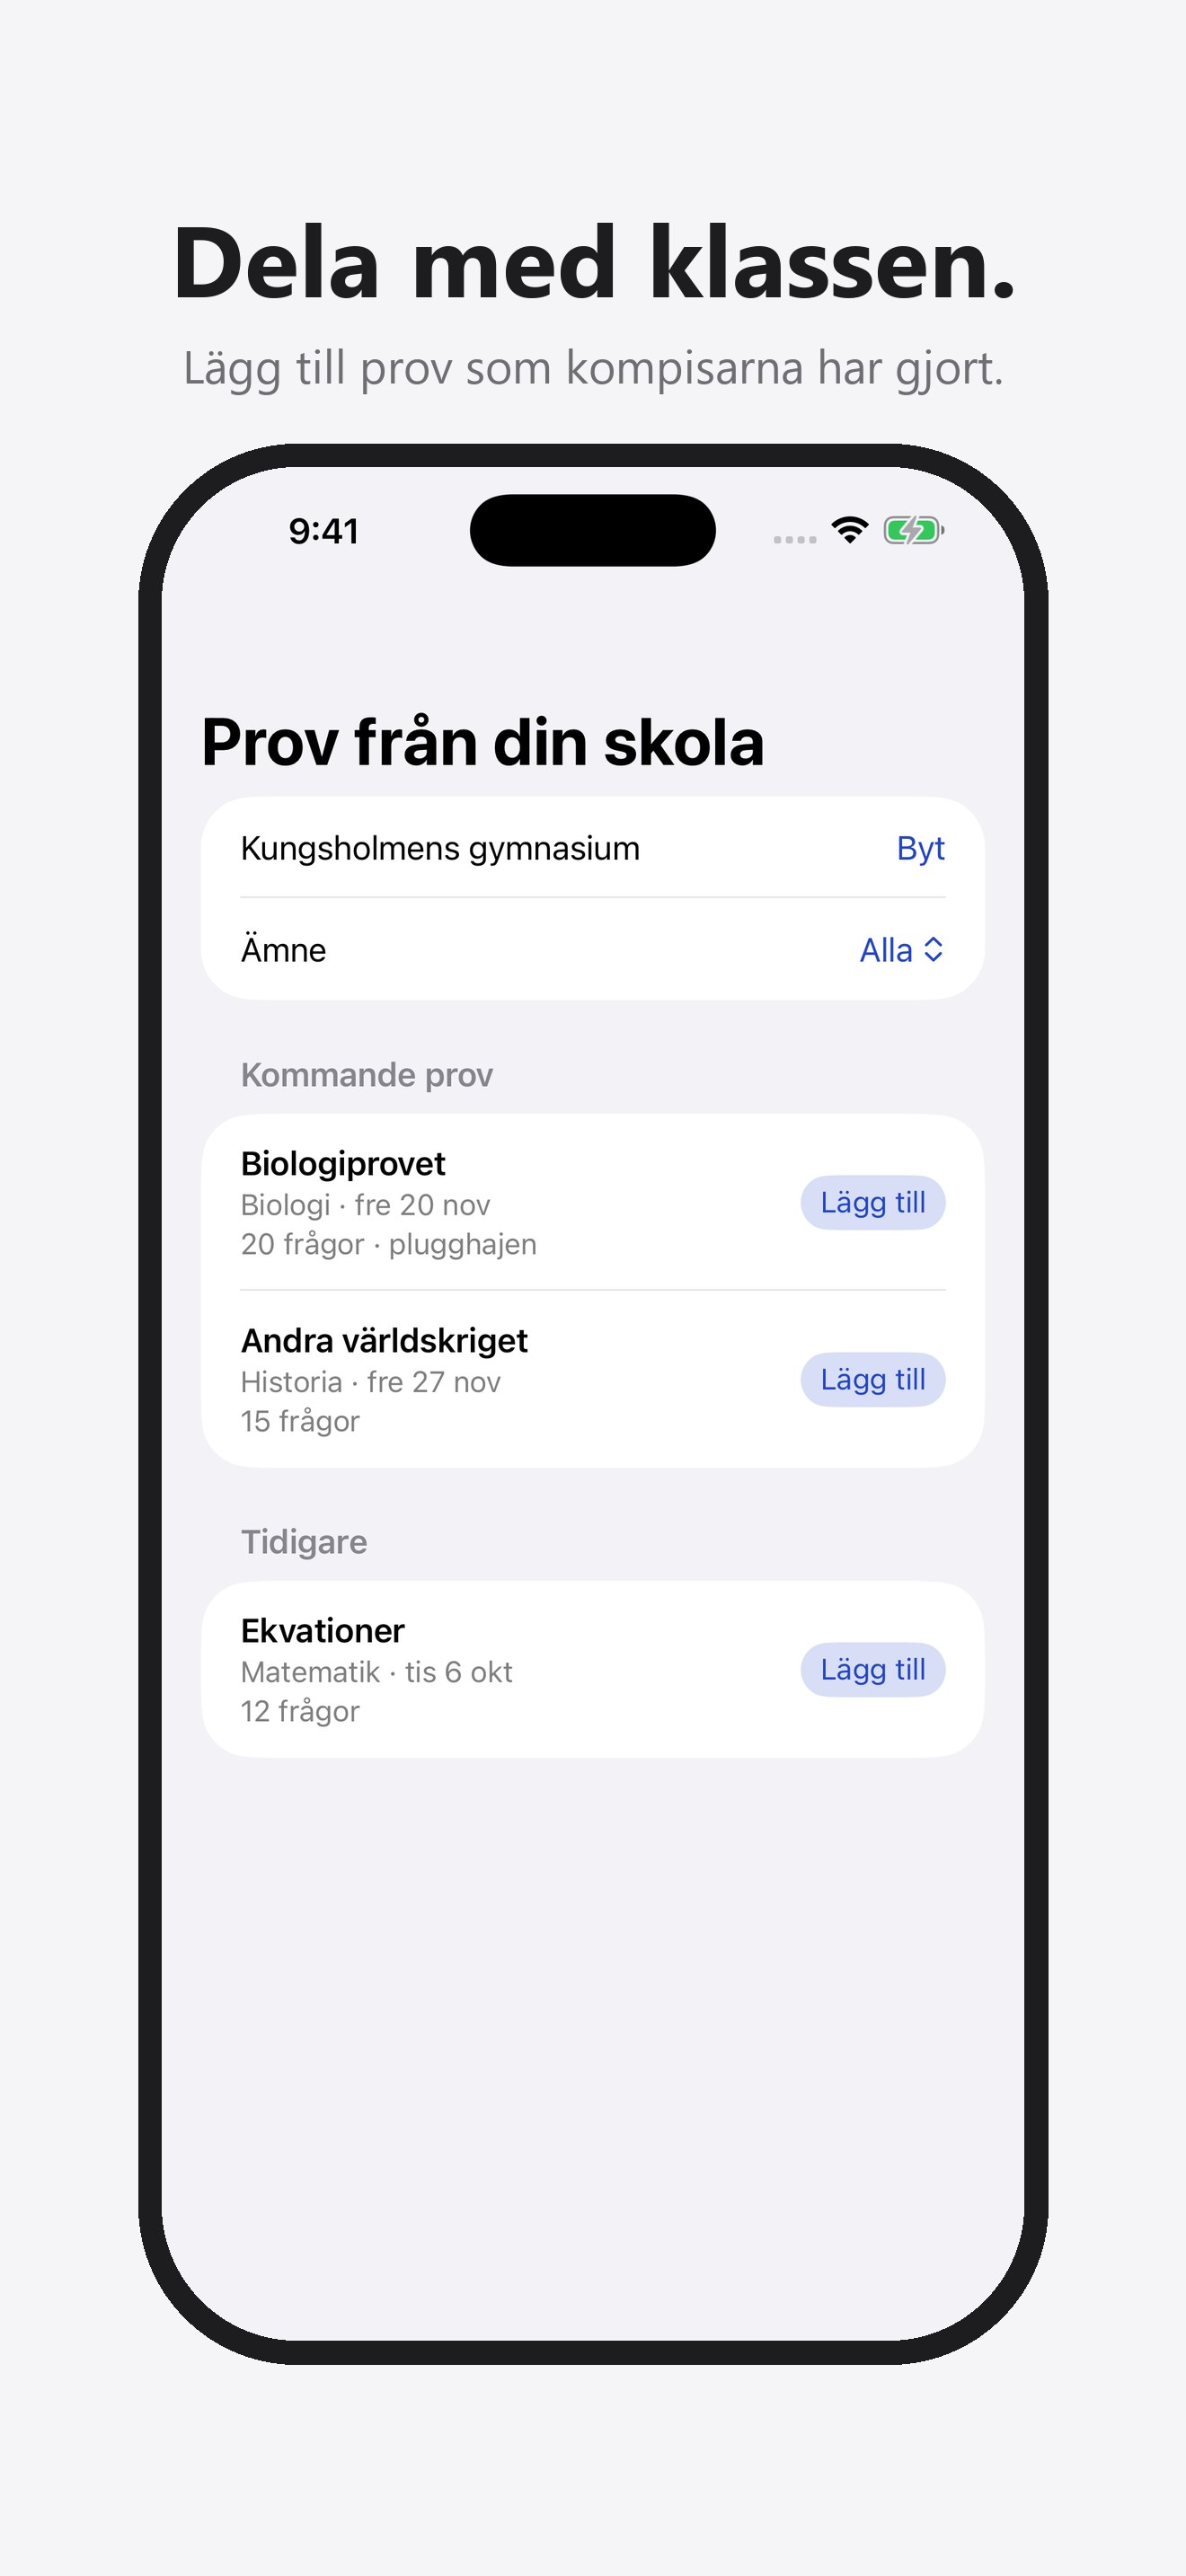 Dela med klassen.
Lägg till prov som kompisarna har gjort.
9:41
Prov från din skola
Kungsholmens gymnasium Byt
Ämne Alla
Kommande prov
Biologiprovet
Biologi · fre 20 nov
20 frågor · plugghajen
Lägg till
Andra världskriget
Historia · fre 27 nov
15 frågor
Lägg till
Tidigare
Ekvationer
Matematik · tis 6 okt
12 frågor
Lägg till